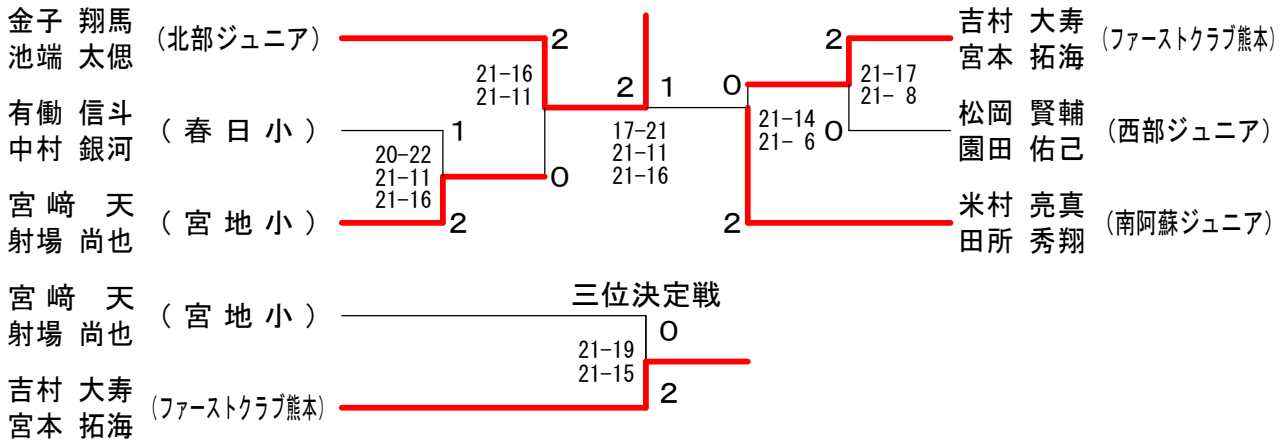 金子 翔馬
池端 太偲
(北部ジュニア)
有働 信斗
中村 銀河
(春日小)
宮﨑 天
射場 尚也
(宮地小)
2
21-16
21-11
1
20-22
21-11
21-16
0
2
2
1
17-21
21-11
21-16
0
21-14
21- 6
2
2
21-17
21- 8
0
吉村 大寿
宮本 拓海
(ファーストクラブ熊本)
松岡 賢輔
園田 佑己
(西部ジュニア)
米村 亮真
田所 秀翔
(南阿蘇ジュニア)
三位決定戦
宮﨑 天
射場 尚也
(宮地小)
吉村 大寿
宮本 拓海
(ファーストクラブ熊本)
0
21-19
21-15
2